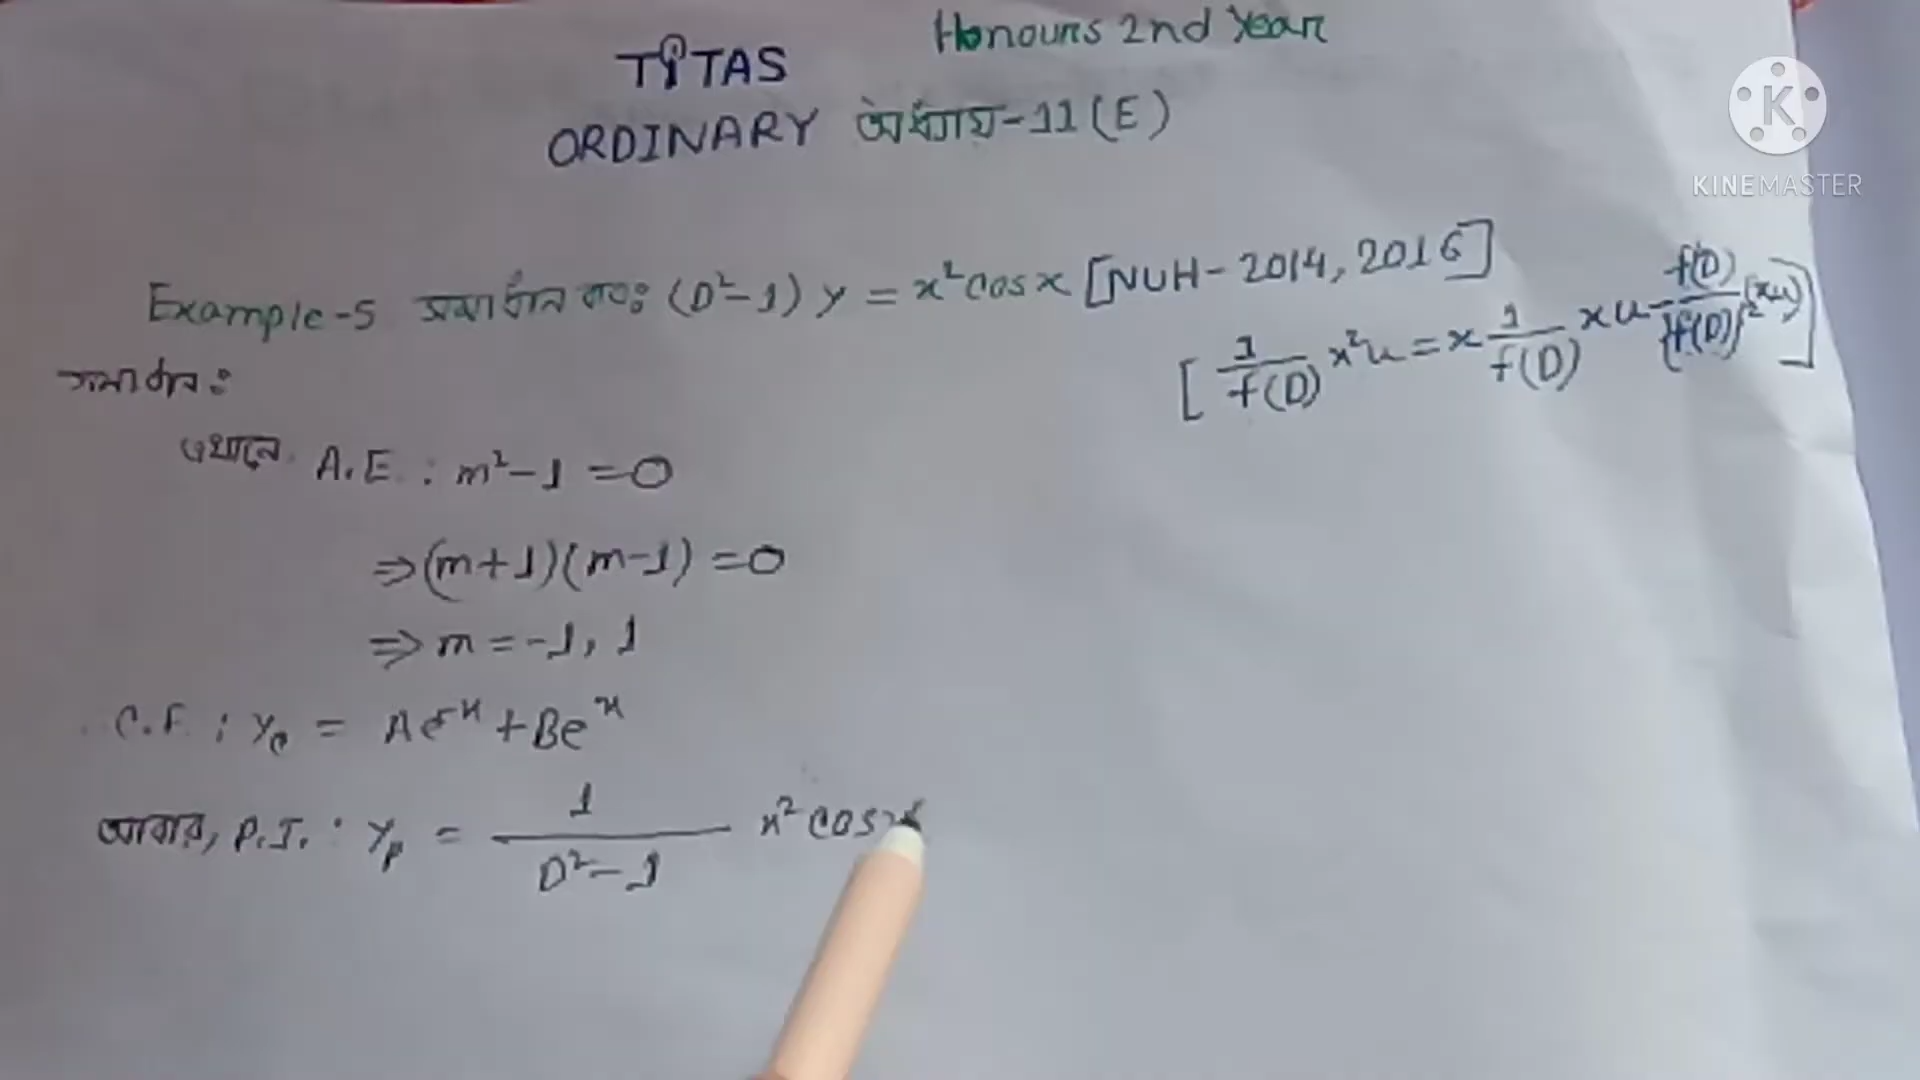 Honours 2nd Year
TITAS
ORDINARY অধ্যায়-11(E)
KINEMASTER
Example-5 সমাধান কর: (D²-1) y = x² cos x [NUH-2014, 2016]
[1/f(D) x²u = x 1/f(D) xu - f'(D)/{f(D)}² (xu)]
সমাধান:
এখানে A.E. : m²-1 = 0
⇒(m+1)(m-1) = 0
⇒ m = -1, 1
C.F. : y_c = Ae⁻ˣ + Beˣ
আবার, P.I. : y_p = 1/(D²-1) x² cos x